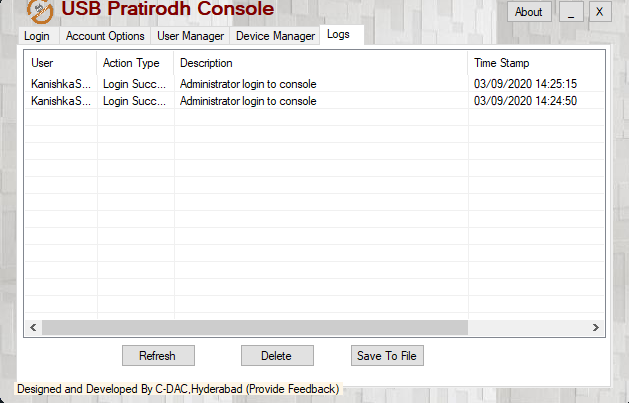 USB Pratirodh Console
About _ X
Login Account Options User Manager Device Manager Logs
User Action Type Description Time Stamp
KanishkaS... Login Succ... Administrator login to console 03/09/2020 14:25:15
KanishkaS... Login Succ... Administrator login to console 03/09/2020 14:24:50
Refresh Delete Save To File
Designed and Developed By C-DAC,Hyderabad (Provide Feedback)